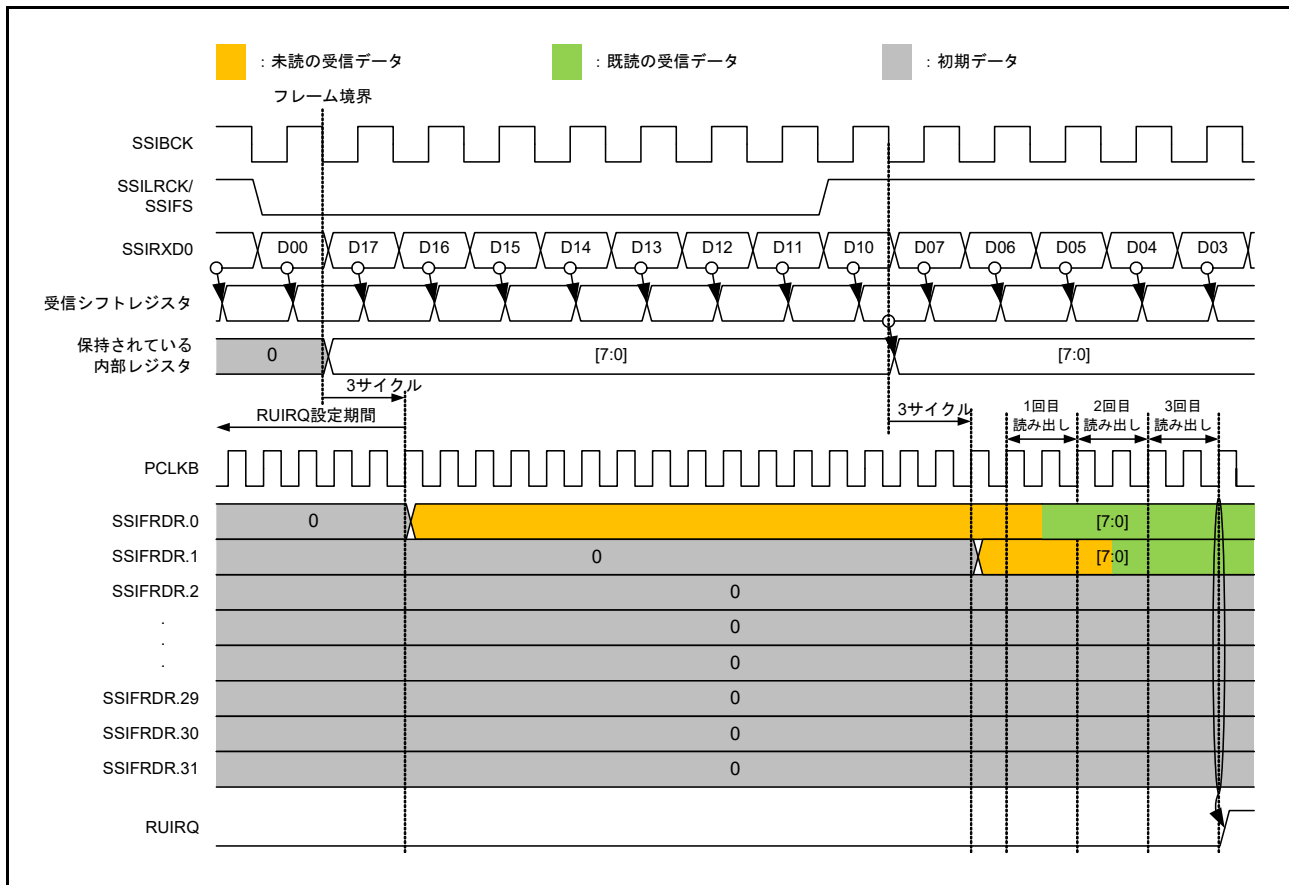 ：未読の受信データ
：既読の受信データ
：初期データ
フレーム境界
SSIBCK
SSILRCK/
SSIFS
SSIRXD0
D00
D17
D16
D15
D14
D13
D12
D11
D10
D07
D06
D05
D04
D03
受信シフトレジスタ
保持されている
内部レジスタ
0
[7:0]
[7:0]
3サイクル
RUIRQ設定期間
3サイクル
1回目
読み出し
2回目
読み出し
3回目
読み出し
PCLKB
SSIFRDR.0
0
[7:0]
SSIFRDR.1
0
[7:0]
SSIFRDR.2
0
.
0
.
.
0
SSIFRDR.29
0
SSIFRDR.30
0
SSIFRDR.31
0
RUIRQ